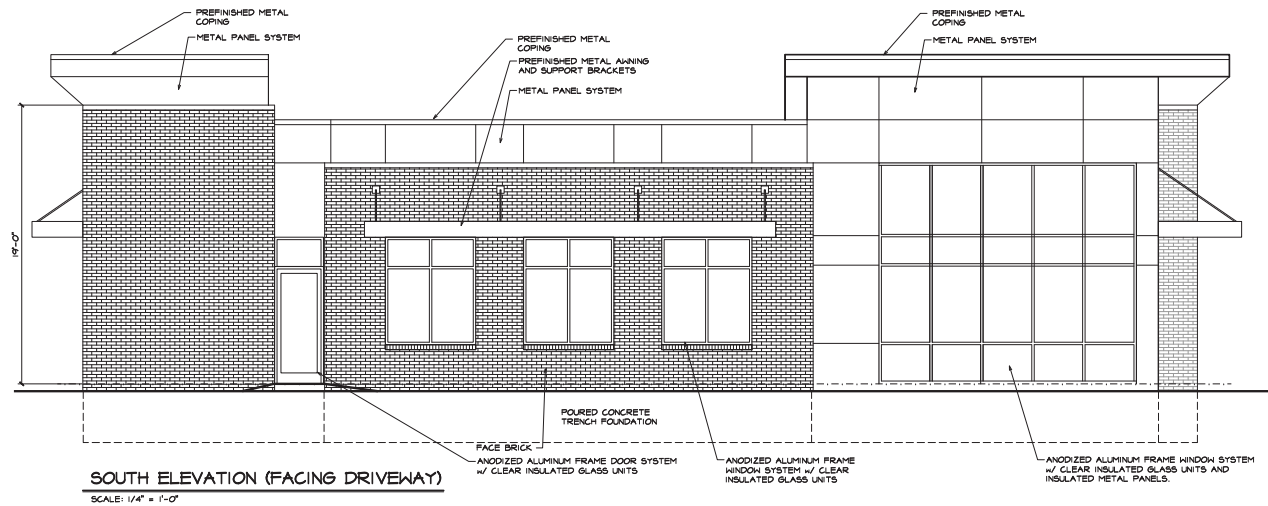 PREFINISHED METAL
COPING
METAL PANEL SYSTEM
PREFINISHED METAL
COPING
PREFINISHED METAL AWNING
AND SUPPORT BRACKETS
METAL PANEL SYSTEM
PREFINISHED METAL
COPING
METAL PANEL SYSTEM
19'-0"
POURED CONCRETE
TRENCH FOUNDATION
FACE BRICK
ANODIZED ALUMINUM FRAME DOOR SYSTEM
w/ CLEAR INSULATED GLASS UNITS
ANODIZED ALUMINUM FRAME
WINDOW SYSTEM w/ CLEAR
INSULATED GLASS UNITS
ANODIZED ALUMINUM FRAME WINDOW SYSTEM
w/ CLEAR INSULATED GLASS UNITS AND
INSULATED METAL PANELS.
SOUTH ELEVATION (FACING DRIVEWAY)
SCALE: 1/4" = 1'-0"